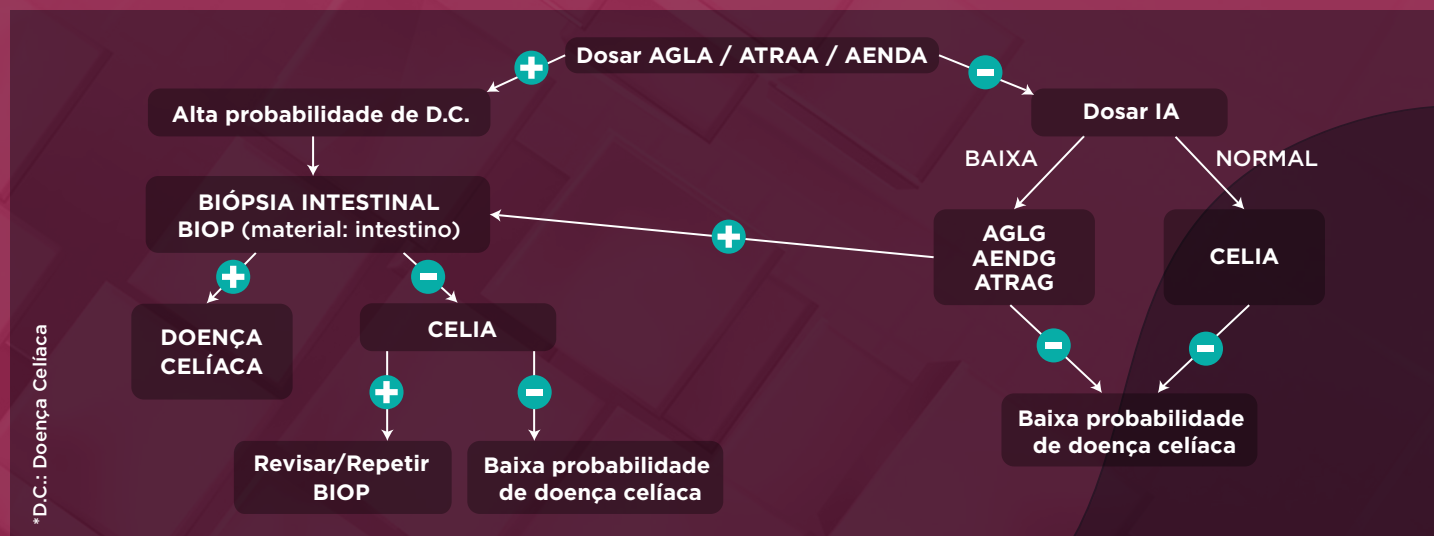 Dosar AGLA / ATRAA / AENDA
Alta probabilidade de D.C.
Dosar IA
BAIXA
NORMAL
BIÓPSIA INTESTINAL
BIOP (material: intestino)
AGLG
AENDG
ATRAG
CELIA
DOENÇA
CELÍACA
CELIA
Revisar/Repetir
BIOP
Baixa probabilidade
de doença celíaca
Baixa probabilidade
de doença celíaca
*D.C.: Doença Celíaca